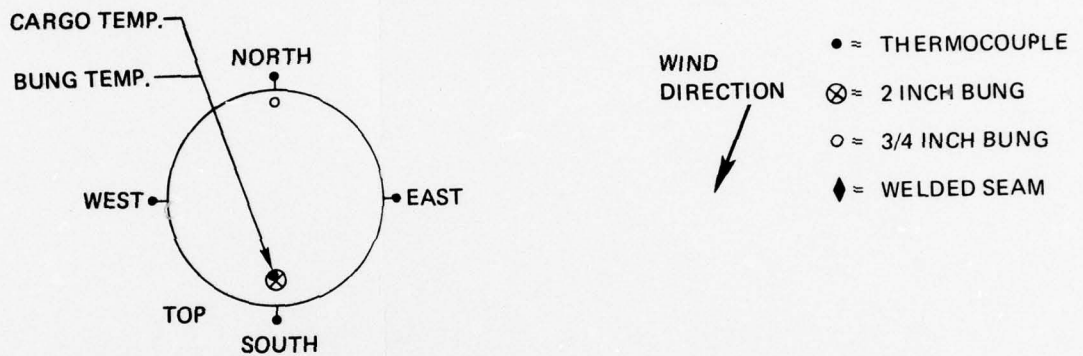 CARGO TEMP.
BUNG TEMP.
NORTH
WEST
EAST
TOP
SOUTH
WIND
DIRECTION
● = THERMOCOUPLE
⊗ = 2 INCH BUNG
○ = 3/4 INCH BUNG
♦ = WELDED SEAM